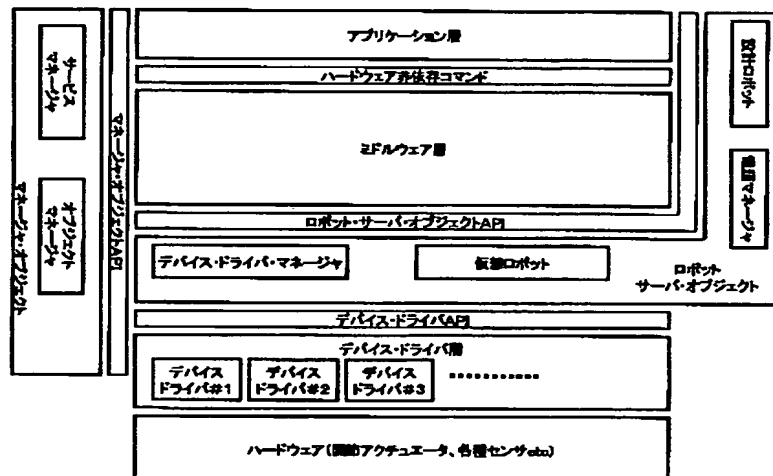 アプリケーション層
ハードウェア非依存コマンド
ミドルウェア層
ロボット・サーバ・オブジェクトAPI
サービス
マネージャ
オブジェクト
マネージャ
マネージャ・オブジェクト
マネージャ・オブジェクトAPI
設計ロボット
電源マネージャ
デバイス・ドライバ・マネージャ
仮想ロボット
ロボット
サーバ・オブジェクト
デバイス・ドライバAPI
デバイス・ドライバ層
デバイス
ドライバ#1
デバイス
ドライバ#2
デバイス
ドライバ#3
ハードウェア(関節アクチュエータ、各種センサetc)